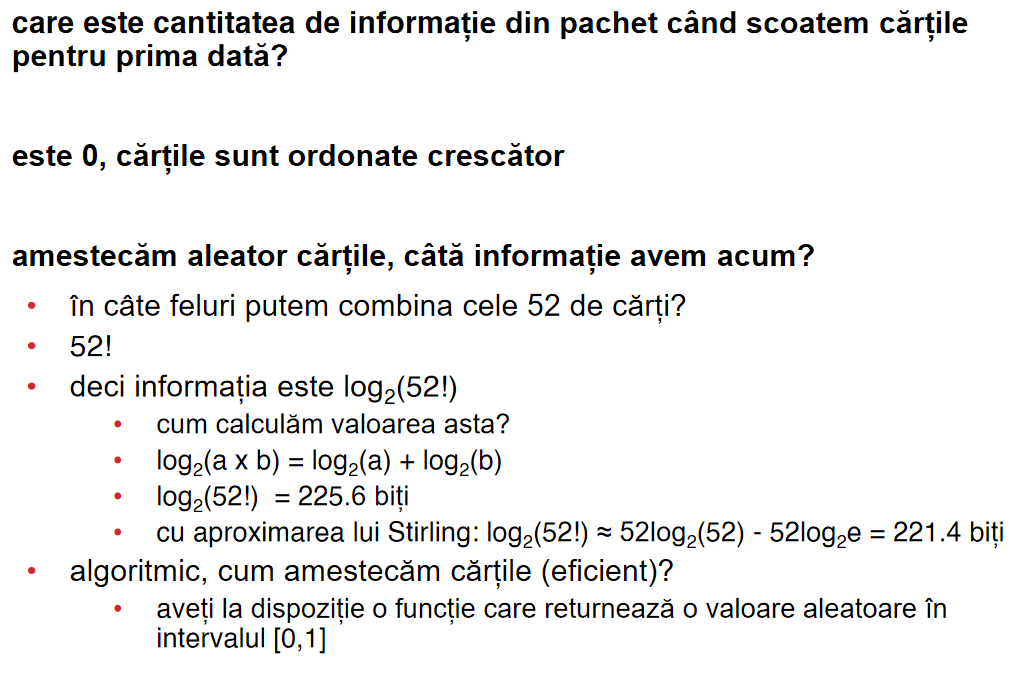 care este cantitatea de informație din pachet când scoatem cărțile
pentru prima dată?
este 0, cărțile sunt ordonate crescător
amestecăm aleator cărțile, câtă informație avem acum?
• în câte feluri putem combina cele 52 de cărți?
• 52!
• deci informația este log₂(52!)
• cum calculăm valoarea asta?
• log₂(a x b) = log₂(a) + log₂(b)
• log₂(52!) = 225.6 biți
• cu aproximarea lui Stirling: log₂(52!) ≈ 52log₂(52) - 52log₂e = 221.4 biți
• algoritmic, cum amestecăm cărțile (eficient)?
• aveți la dispoziție o funcție care returnează o valoare aleatoare în
intervalul [0,1]